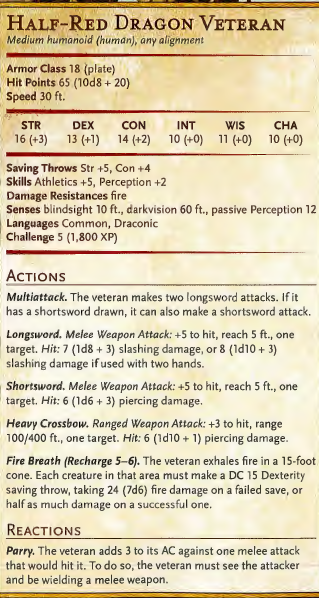 HALF-RED DRAGON VETERAN
Medium humanoid (human), any alignment
Armor Class 18 (plate)
Hit Points 65 (10d8 + 20)
Speed 30 ft.
STR DEX CON INT WIS CHA
16 (+3) 13 (+1) 14 (+2) 10 (+0) 11 (+0) 10 (+0)
Saving Throws Str +5, Con +4
Skills Athletics +5, Perception +2
Damage Resistances fire
Senses blindsight 10 ft., darkvision 60 ft., passive Perception 12
Languages Common, Draconic
Challenge 5 (1,800 XP)
ACTIONS
Multiattack. The veteran makes two longsword attacks. If it
has a shortsword drawn, it can also make a shortsword attack.
Longsword. Melee Weapon Attack: +5 to hit, reach 5 ft., one
target. Hit: 7 (1d8 + 3) slashing damage, or 8 (1d10 + 3)
slashing damage if used with two hands.
Shortsword. Melee Weapon Attack: +5 to hit, reach 5 ft., one
target. Hit: 6 (1d6 + 3) piercing damage.
Heavy Crossbow. Ranged Weapon Attack: +3 to hit, range
100/400 ft., one target. Hit: 6 (1d10 + 1) piercing damage.
Fire Breath (Recharge 5–6). The veteran exhales fire in a 15-foot
cone. Each creature in that area must make a DC 15 Dexterity
saving throw, taking 24 (7d6) fire damage on a failed save, or
half as much damage on a successful one.
REACTIONS
Parry. The veteran adds 3 to its AC against one melee attack
that would hit it. To do so, the veteran must see the attacker
and be wielding a melee weapon.